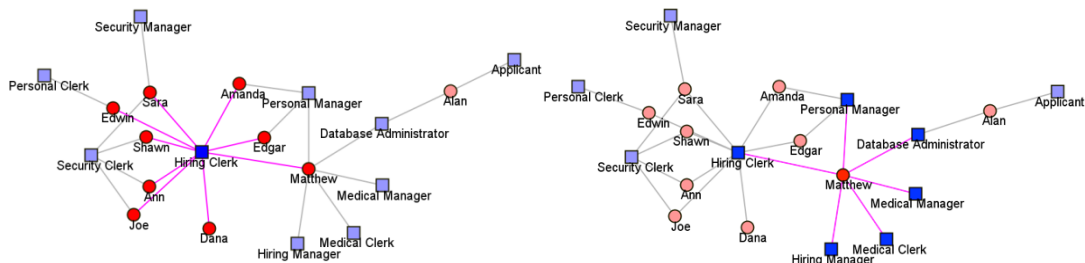 Security Manager
Applicant
Personal Clerk
Sara
Amanda
Personal Manager
Alan
Edwin
Database Administrator
Shawn
Edgar
Security Clerk
Hiring Clerk
Matthew
Ann
Medical Manager
Joe
Dana
Medical Clerk
Hiring Manager
Security Manager
Personal Clerk
Sara
Amanda
Personal Manager
Applicant
Alan
Edwin
Shawn
Edgar
Database Administrator
Security Clerk
Hiring Clerk
Matthew
Ann
Medical Manager
Joe
Dana
Medical Clerk
Hiring Manager